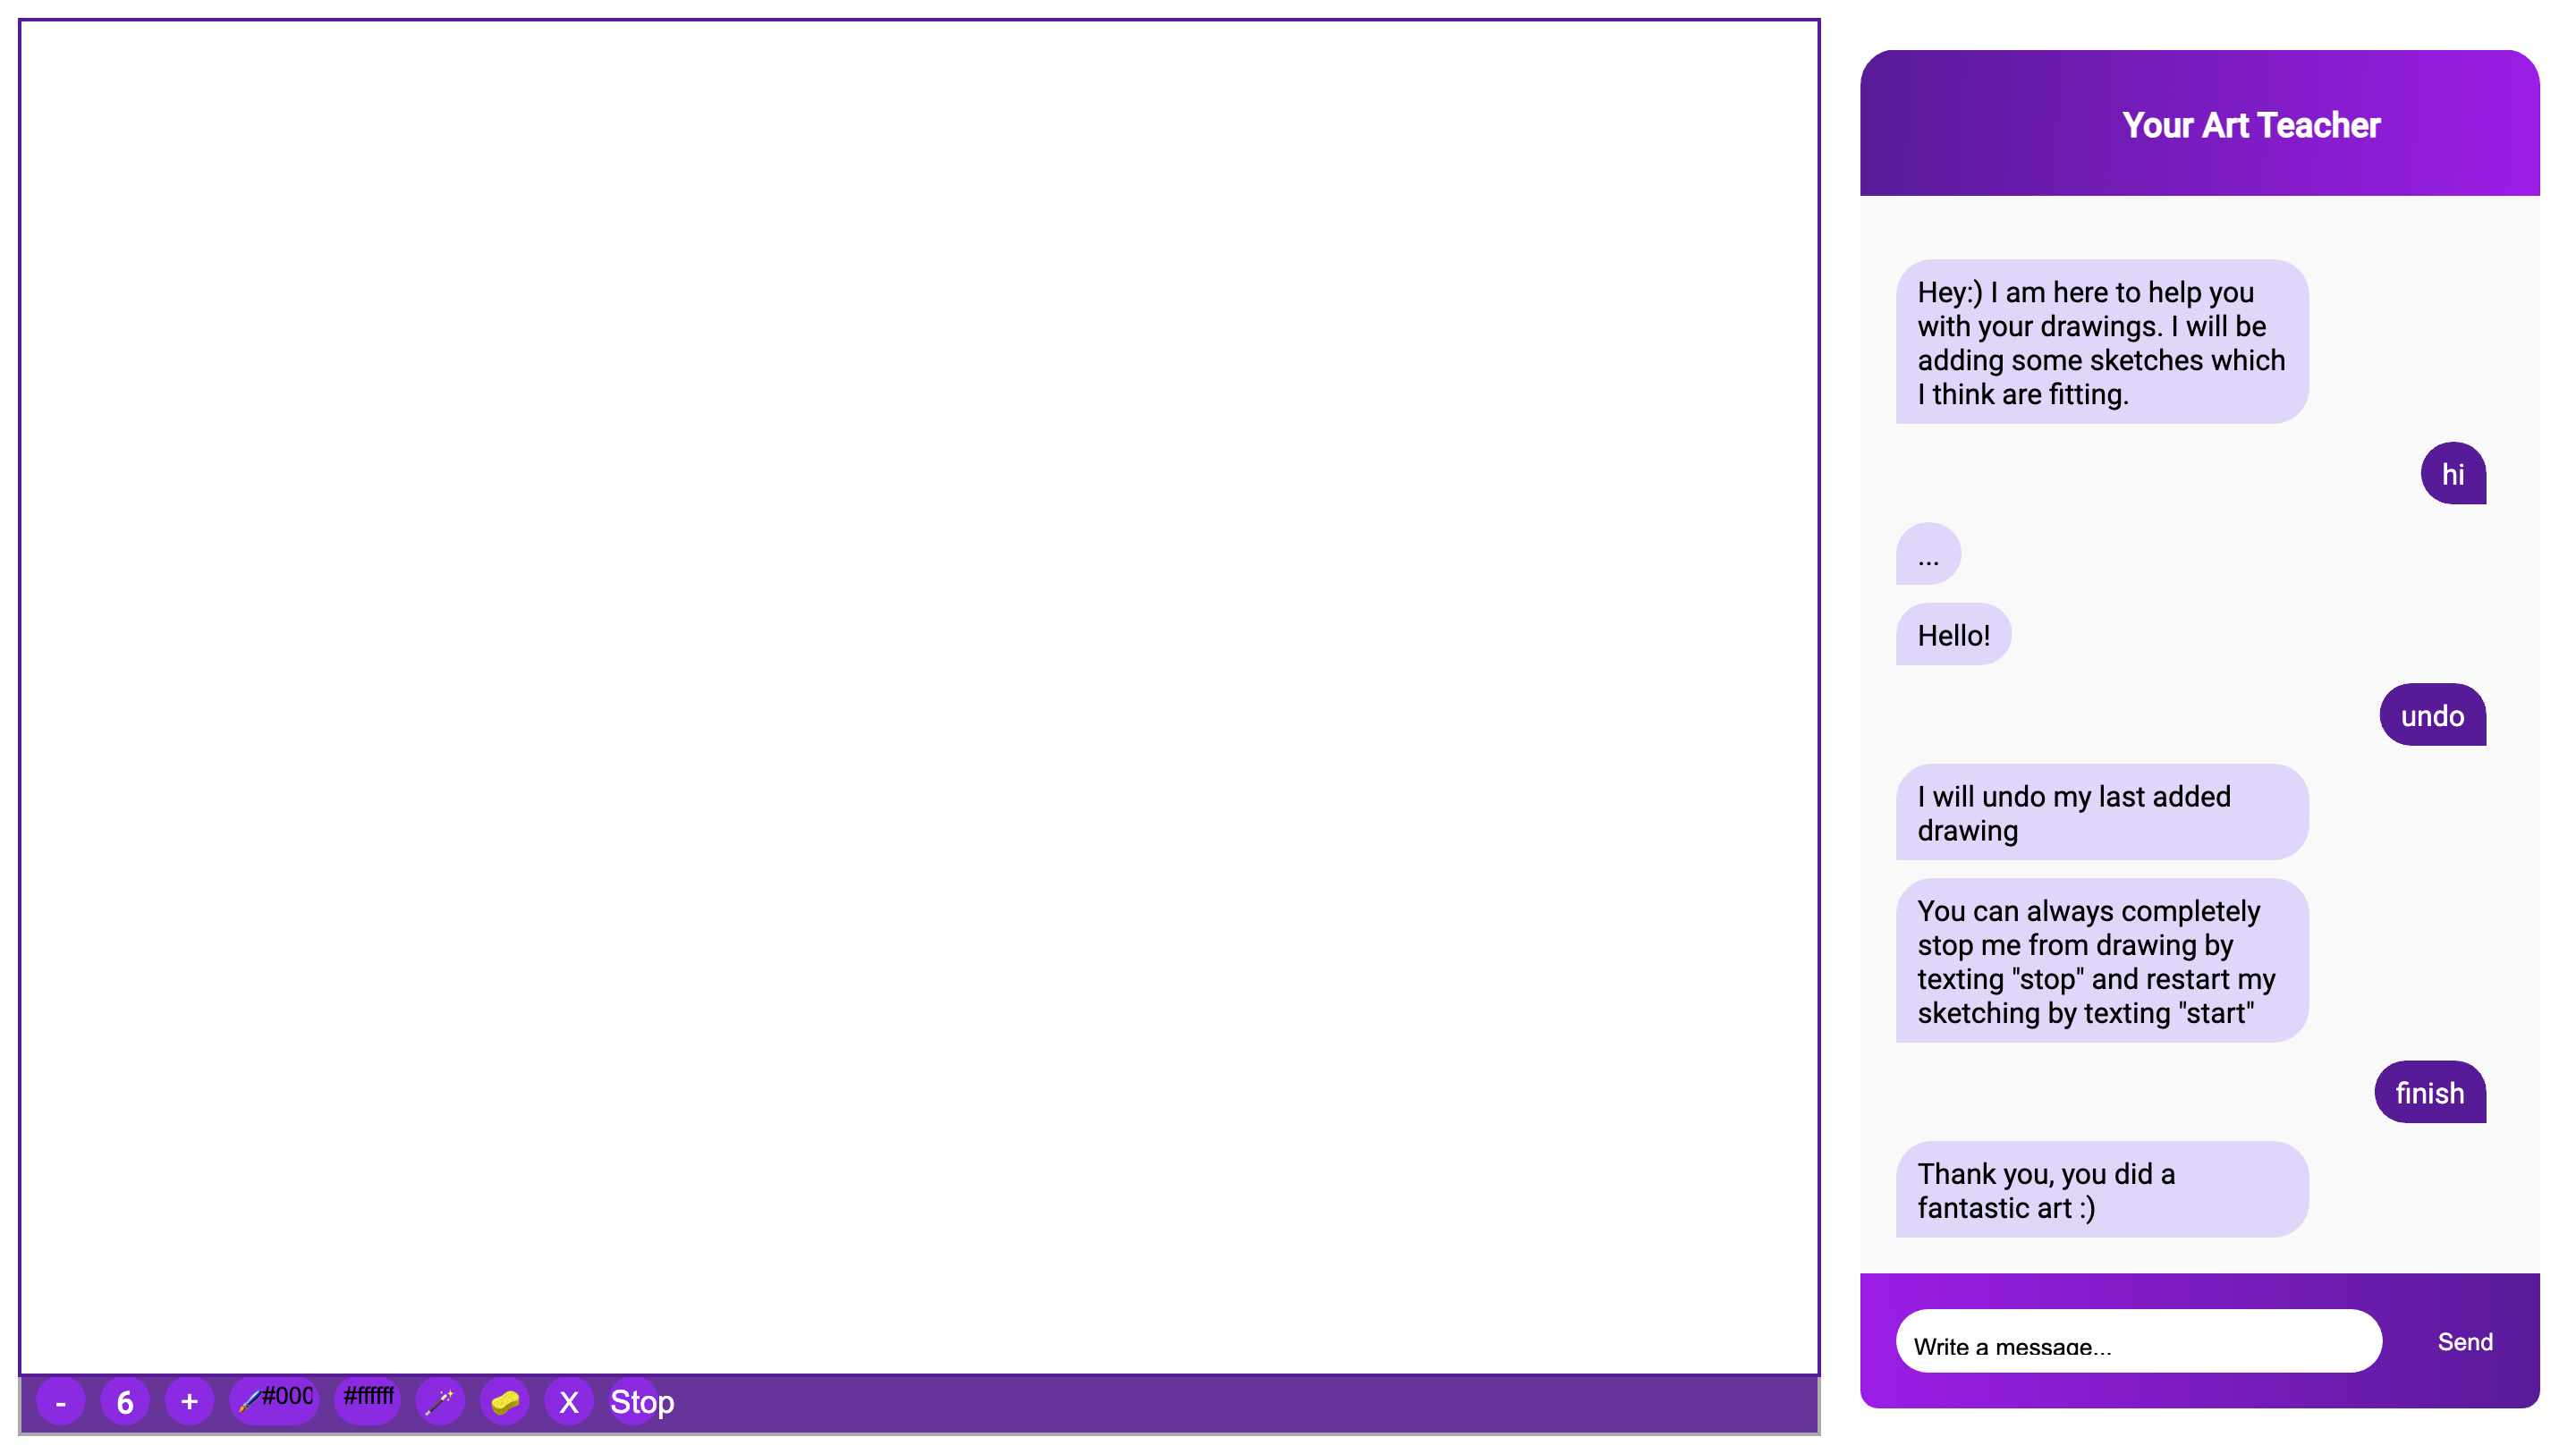 Your Art Teacher
Hey:) I am here to help you
with your drawings. I will be
adding some sketches which
I think are fitting.
hi
...
Hello!
undo
I will undo my last added
drawing
You can always completely
stop me from drawing by
texting "stop" and restart my
sketching by texting "start"
finish
Thank you, you did a
fantastic art :)
Write a message...
Send
- 6 + #000 #ffffff X Stop